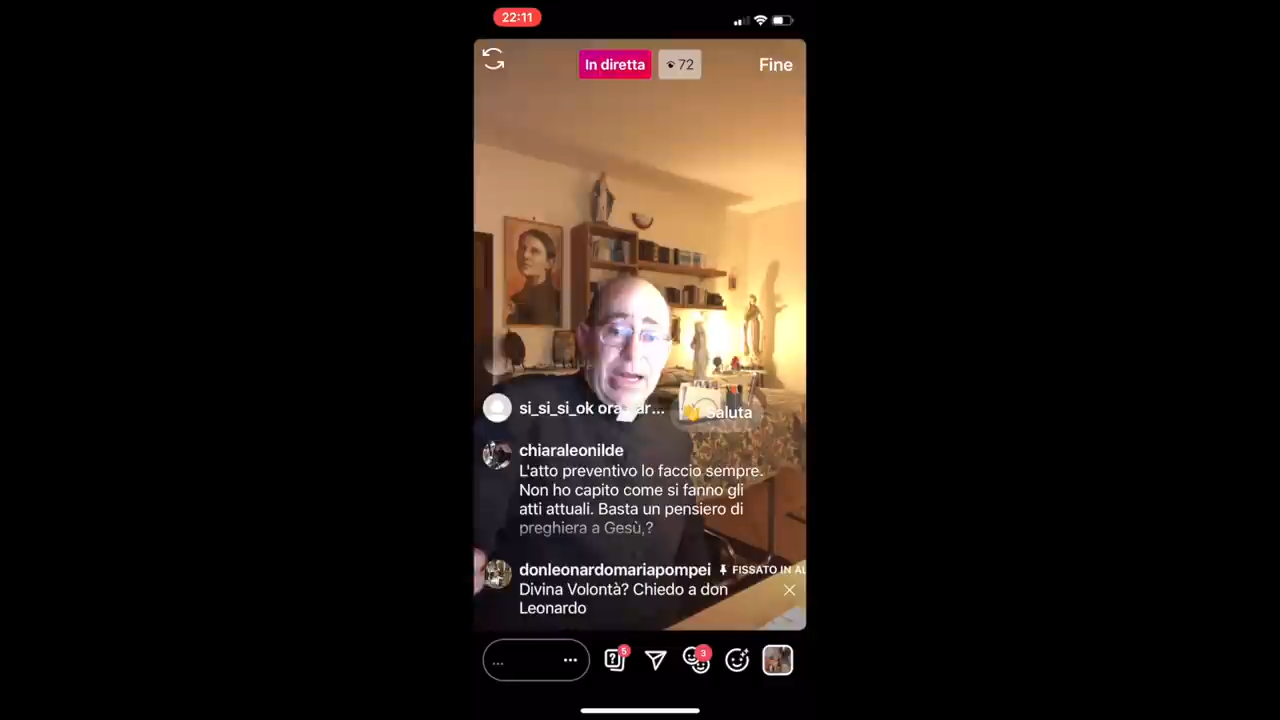 22:11
In diretta
72
Fine
si_si_si_ok ora
Saluta
chiaraleonilde
L'atto preventivo lo faccio sempre.
Non ho capito come si fanno gli
atti attuali. Basta un pensiero di
preghiera a Gesù,?
donleonardomariapompei FISSATO IN AL
Divina Volontà? Chiedo a don
Leonardo
...
5
3